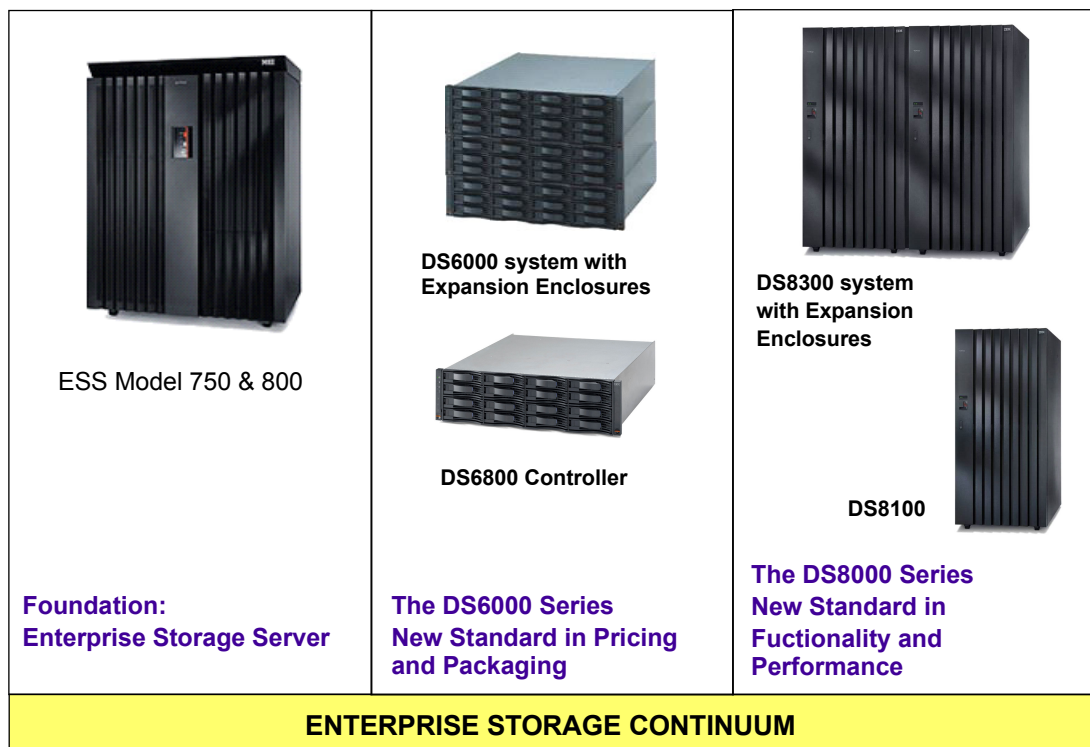 ESS Model 750 & 800
Foundation:
Enterprise Storage Server
DS6000 system with
Expansion Enclosures
DS6800 Controller
The DS6000 Series
New Standard in Pricing
and Packaging
DS8300 system
with Expansion
Enclosures
DS8100
The DS8000 Series
New Standard in
Fuctionality and
Performance
ENTERPRISE STORAGE CONTINUUM